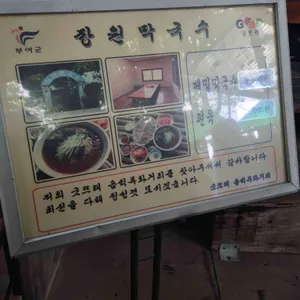 장원막국수
부여군
굿뜨래
메밀막국수
편육
저희 굿뜨래 음식특화거리를 찾아주셔서 감사합니다
최선을 다해 정성껏 모시겠습니다.
굿뜨래 음식특화거리